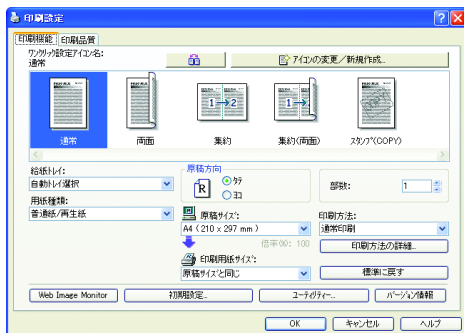 印刷設定
印刷機能 印刷品質
ワンクリック設定アイコン名:
通常
アイコンの変更/新規作成...
1 2
1
通常 両面 集約 集約(両面) スタンプ(COPY)
給紙トレイ:
自動トレイ選択
用紙種類:
普通紙/再生紙
原稿方向
R
タテ
ヨコ
部数: 1
原稿サイズ:
A4 (210 x 297 mm)
倍率(%): 100
印刷用紙サイズ:
原稿サイズと同じ
印刷方法:
通常印刷
印刷方法の詳細...
標準に戻す
Web Image Monitor 初期設定... ユーティリティー... バージョン情報
OK キャンセル ヘルプ